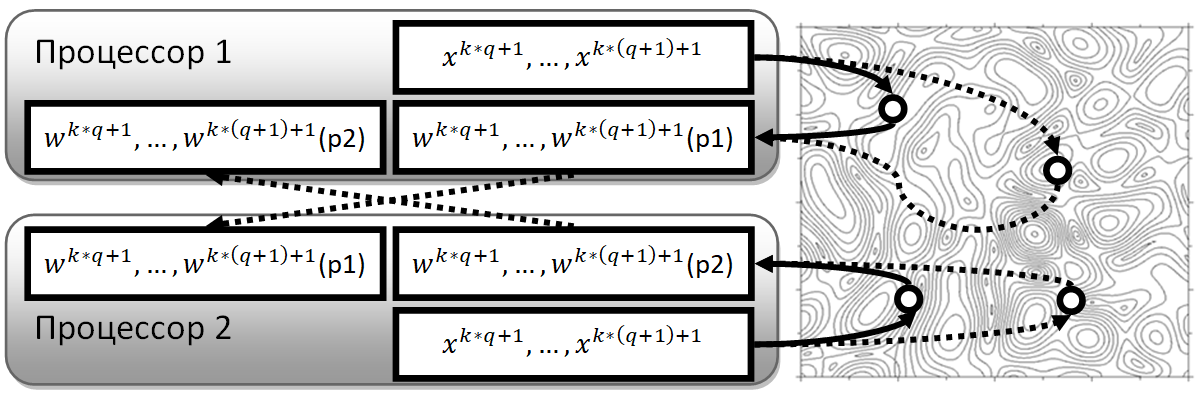 Процессор 1
x^{k*q+1}, ..., x^{k*(q+1)+1}
w^{k*q+1}, ..., w^{k*(q+1)+1}(p2)
w^{k*q+1}, ..., w^{k*(q+1)+1}(p1)
w^{k*q+1}, ..., w^{k*(q+1)+1}(p1)
w^{k*q+1}, ..., w^{k*(q+1)+1}(p2)
Процессор 2
x^{k*q+1}, ..., x^{k*(q+1)+1}